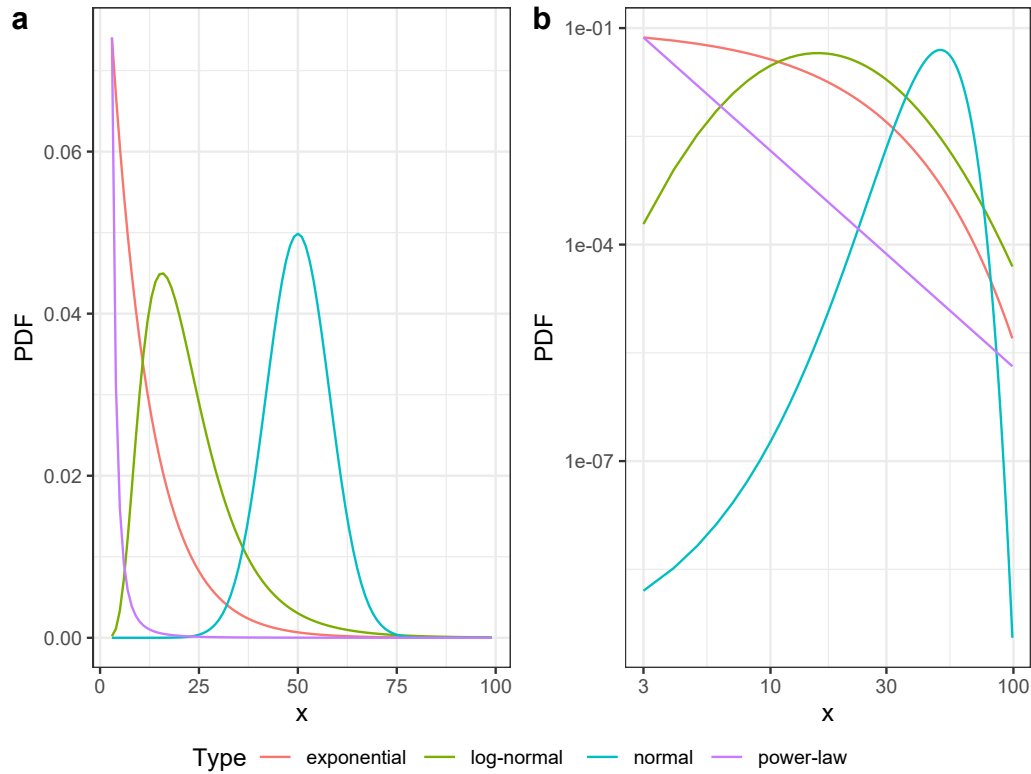 a
PDF
0.06
0.04
0.02
0.00
0
25
50
75
100
x
b
PDF
1e-01
1e-04
1e-07
3
10
30
100
x
Type exponential log-normal normal power-law